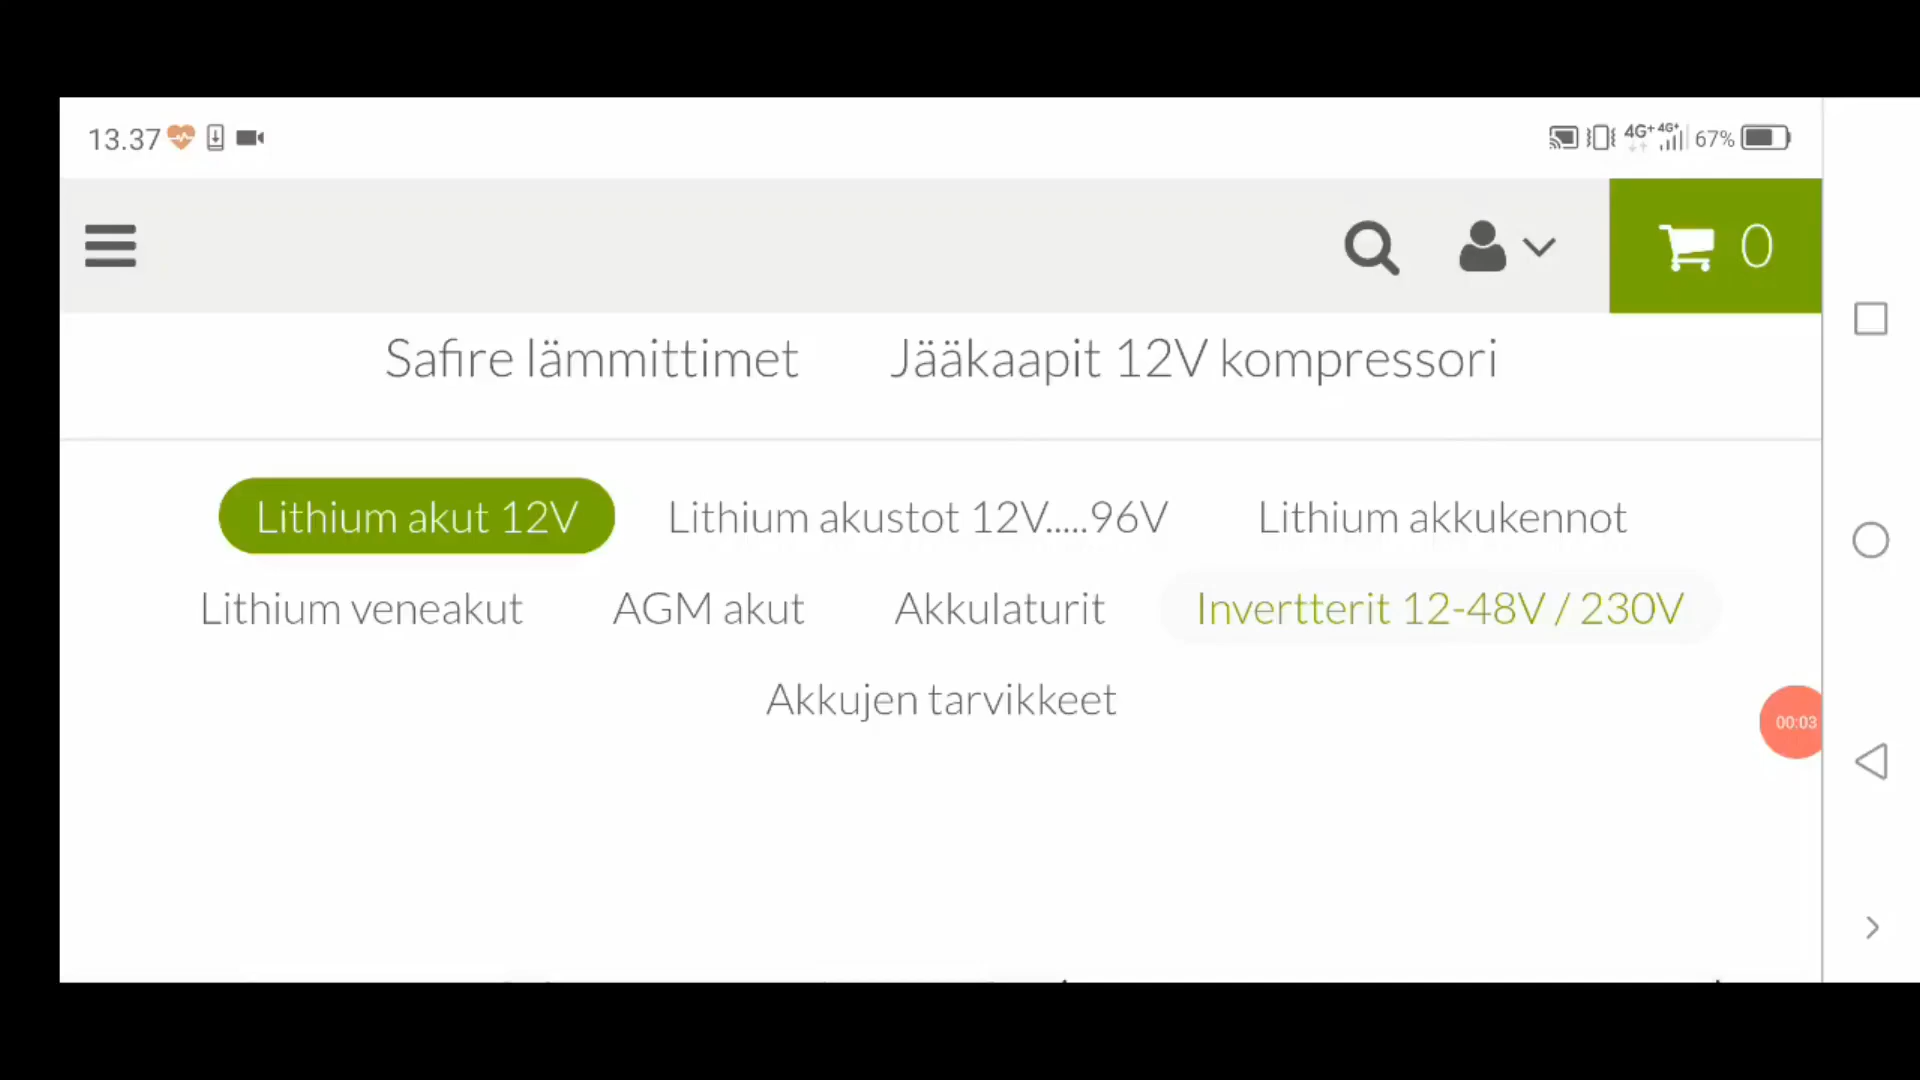 13.37 4G+ 4G+ 67%
0
Safire lämmittimet Jääkaapit 12V kompressori
Lithium akut 12V Lithium akustot 12V.....96V Lithium akkukennot
Lithium veneakut AGM akut Akkulaturit Invertterit 12-48V / 230V
Akkujen tarvikkeet
00:03